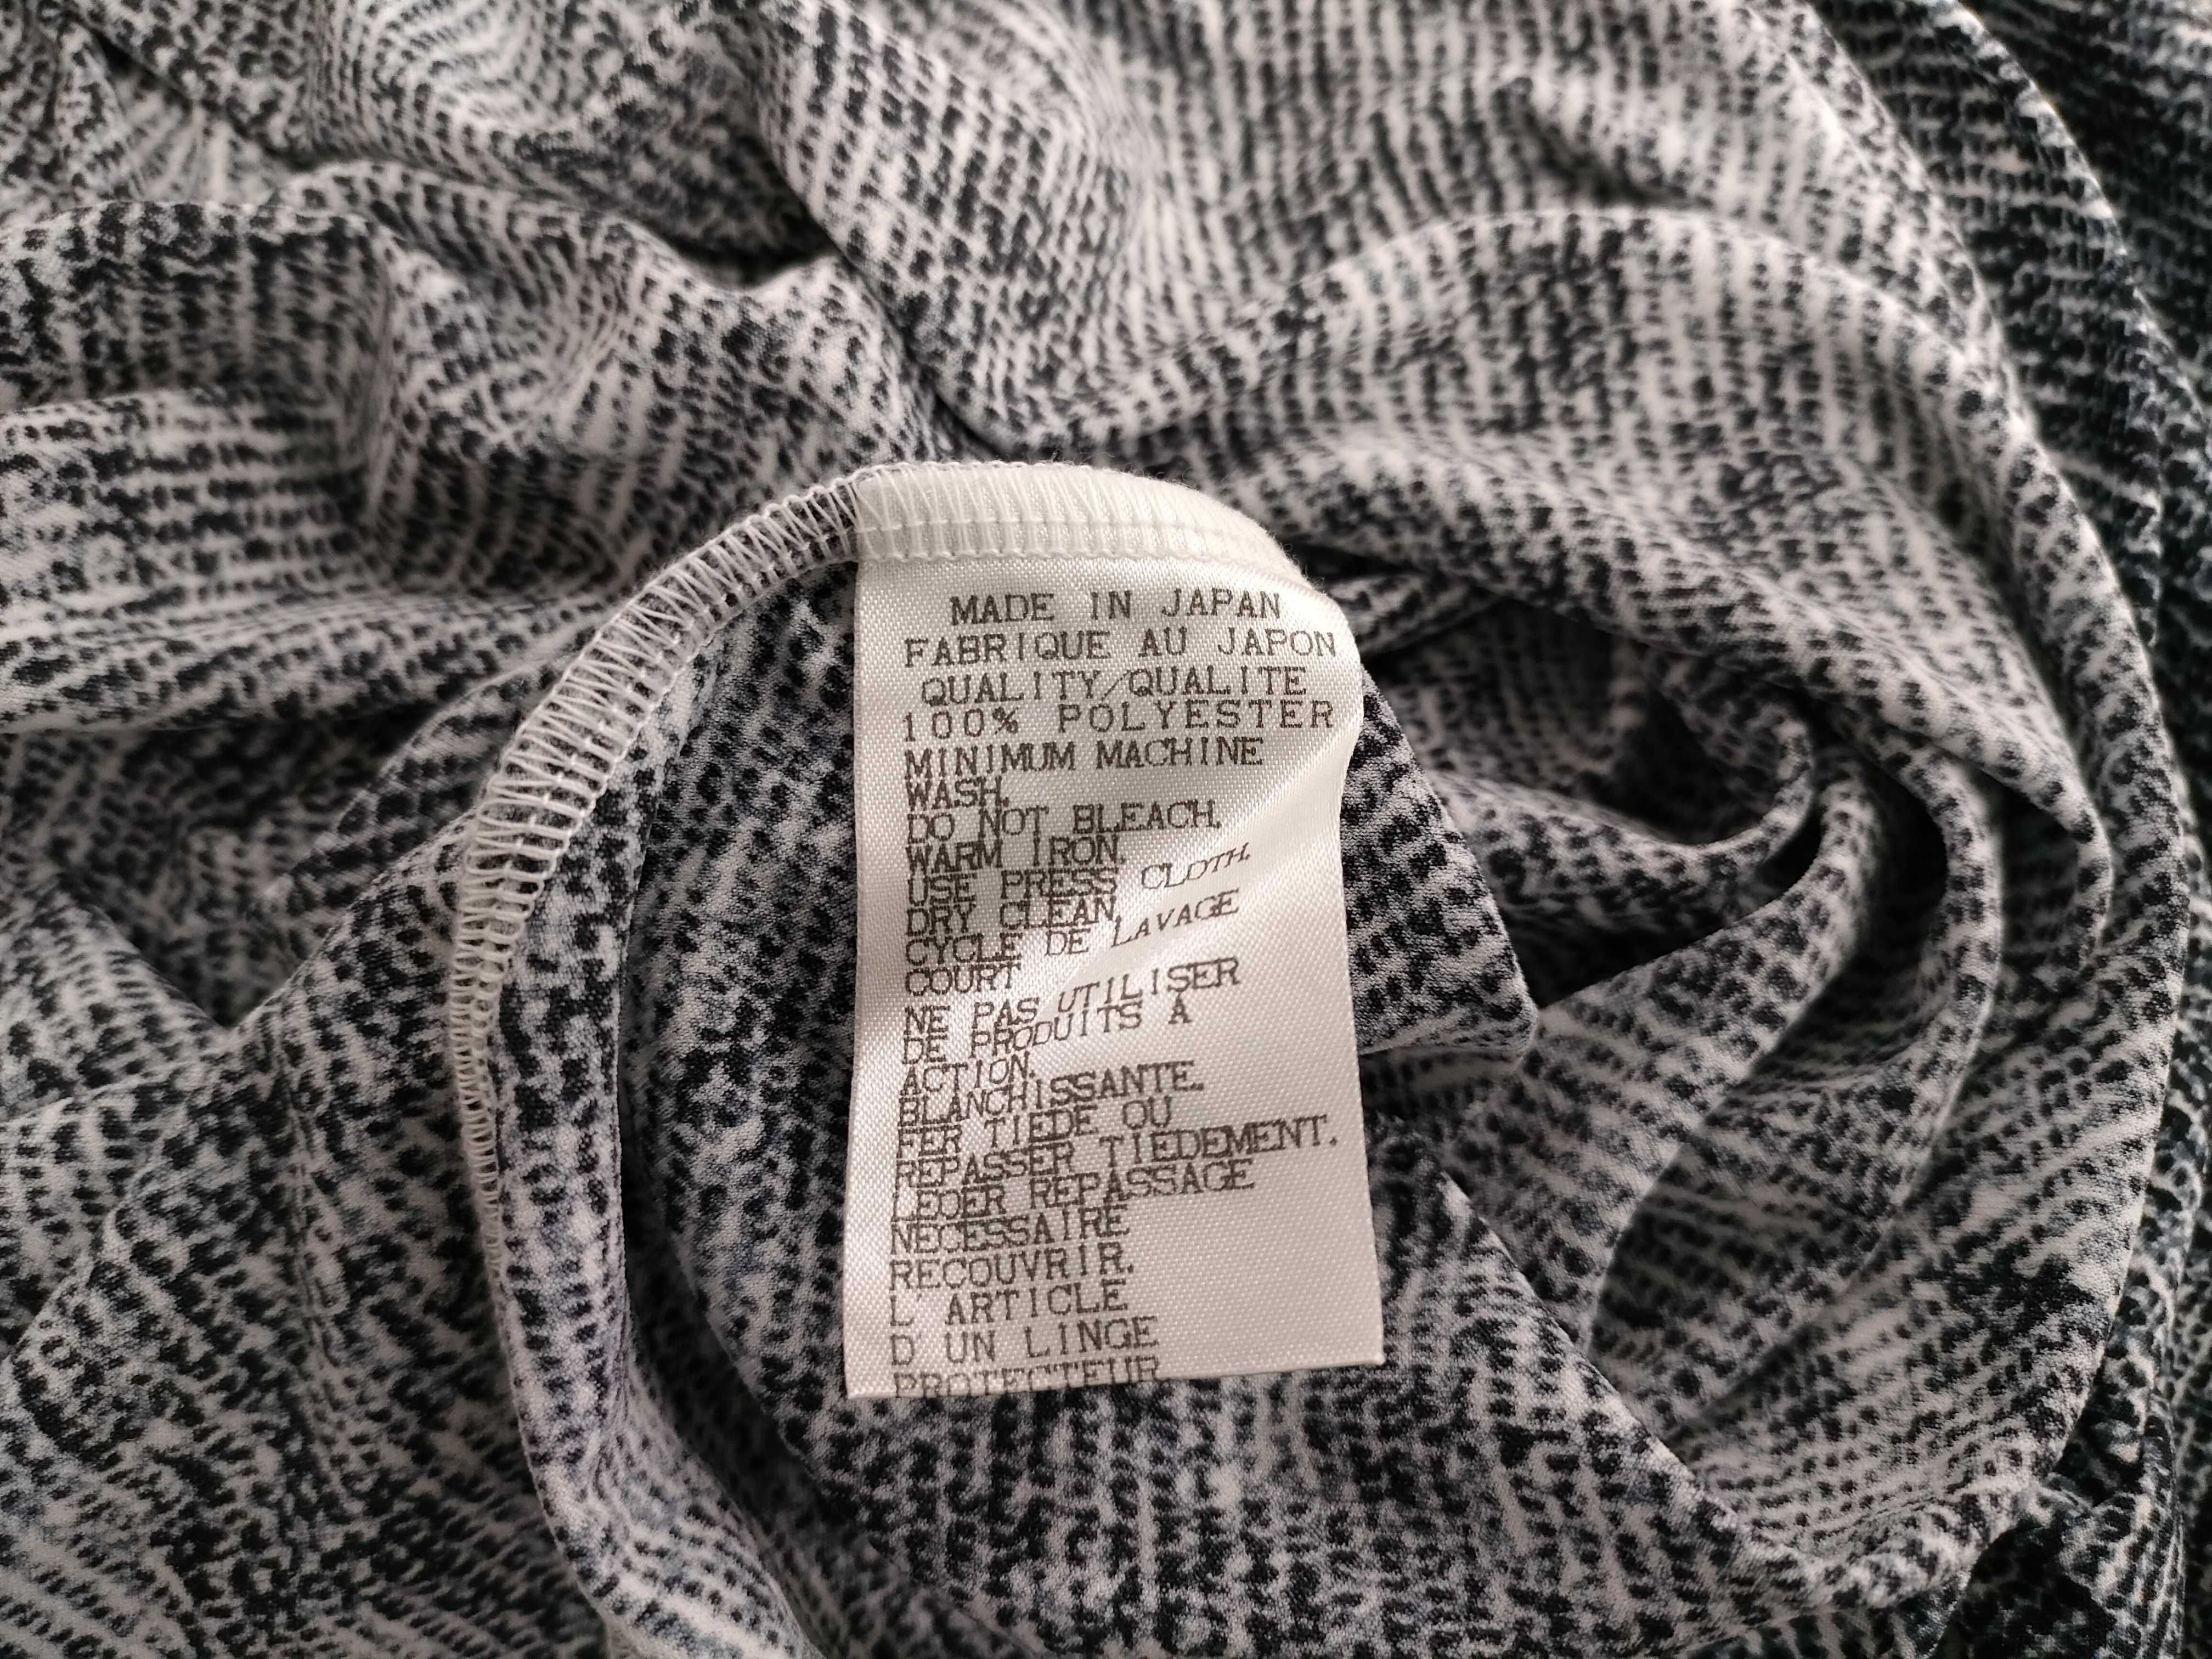 MADE IN JAPAN
FABRIQUE AU JAPON
QUALITY/QUALITE
100% POLYESTER
MINIMUM MACHINE
WASH.
DO NOT BLEACH.
WARM IRON.
USE PRESS CLOTH.
DRY CLEAN.
CYCLE DE LAVAGE
COURT
NE PAS UTILISER
DE PRODUITS A
ACTION.
BLANCHISSANTE.
FER TIEDE OU
REPASSER TIEDEMENT.
LEDER REPASSAGE
NECESSAIRE
RECOUVRIR.
L' ARTICLE
D' UN LINGE
PROTECTEUR